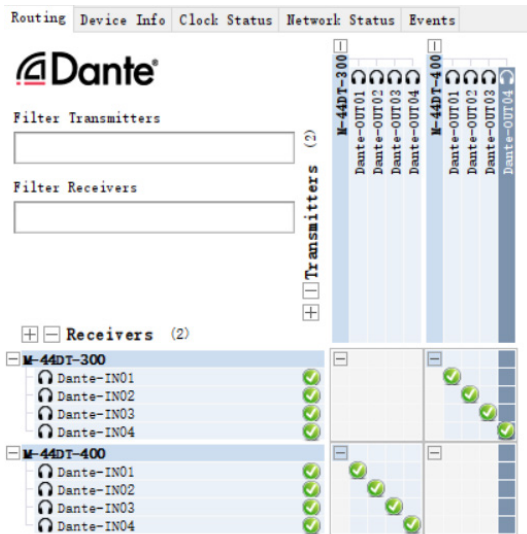 Routing Device Info Clock Status Network Status Events
Dante®
Filter Transmitters
Filter Receivers
Transmitters (2)
M-44DT-300
Dante-OUT01
Dante-OUT02
Dante-OUT03
Dante-OUT04
M-44DT-400
Dante-OUT01
Dante-OUT02
Dante-OUT03
Dante-OUT04
Receivers (2)
M-44DT-300
Dante-IN01
Dante-IN02
Dante-IN03
Dante-IN04
M-44DT-400
Dante-IN01
Dante-IN02
Dante-IN03
Dante-IN04